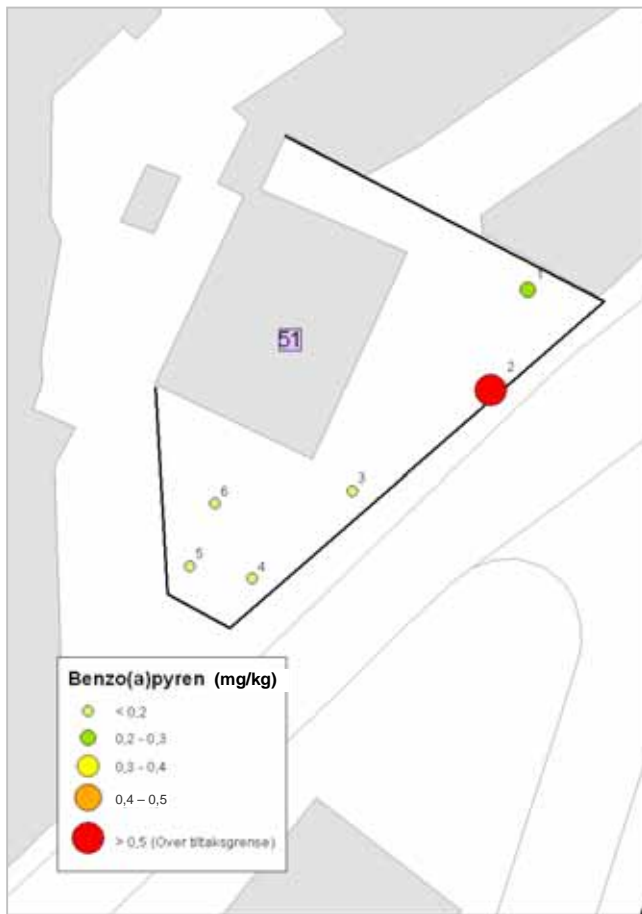 1
51
2
3
6
5
4
Benzo(a)pyren (mg/kg)
< 0,2
0,2 - 0,3
0,3 - 0,4
0,4 – 0,5
> 0,5 (Over tiltaksgrense)